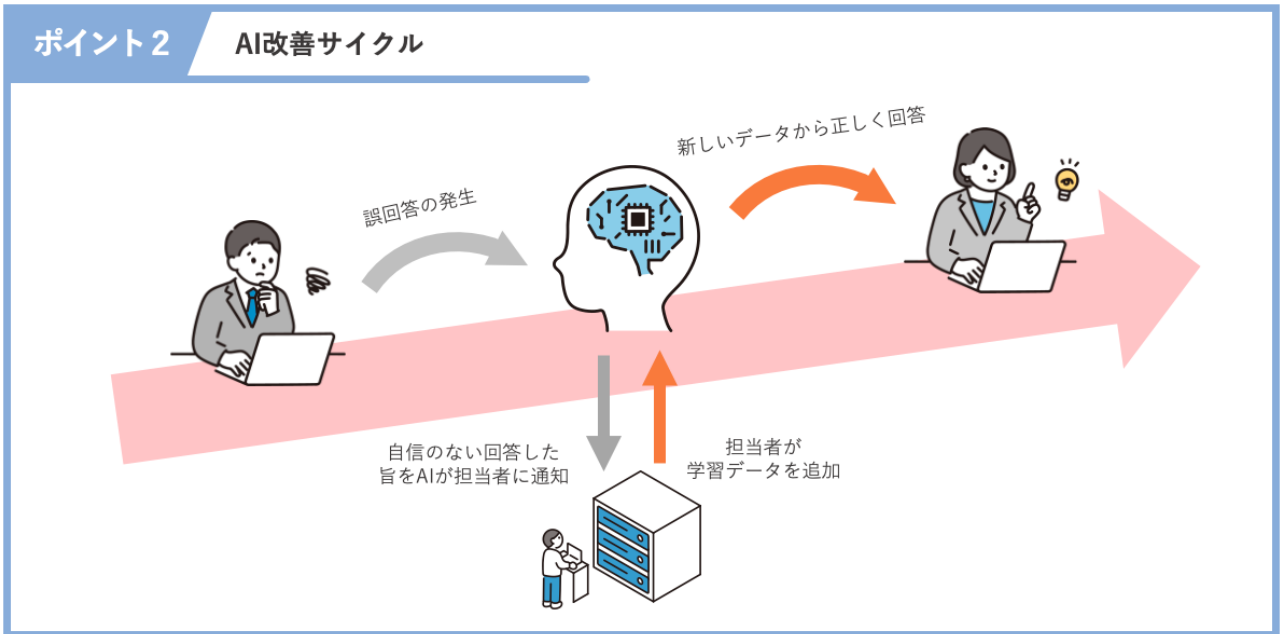 ポイント2
AI改善サイクル
誤回答の発生
新しいデータから正しく回答
自信のない回答した
旨をAIが担当者に通知
担当者が
学習データを追加